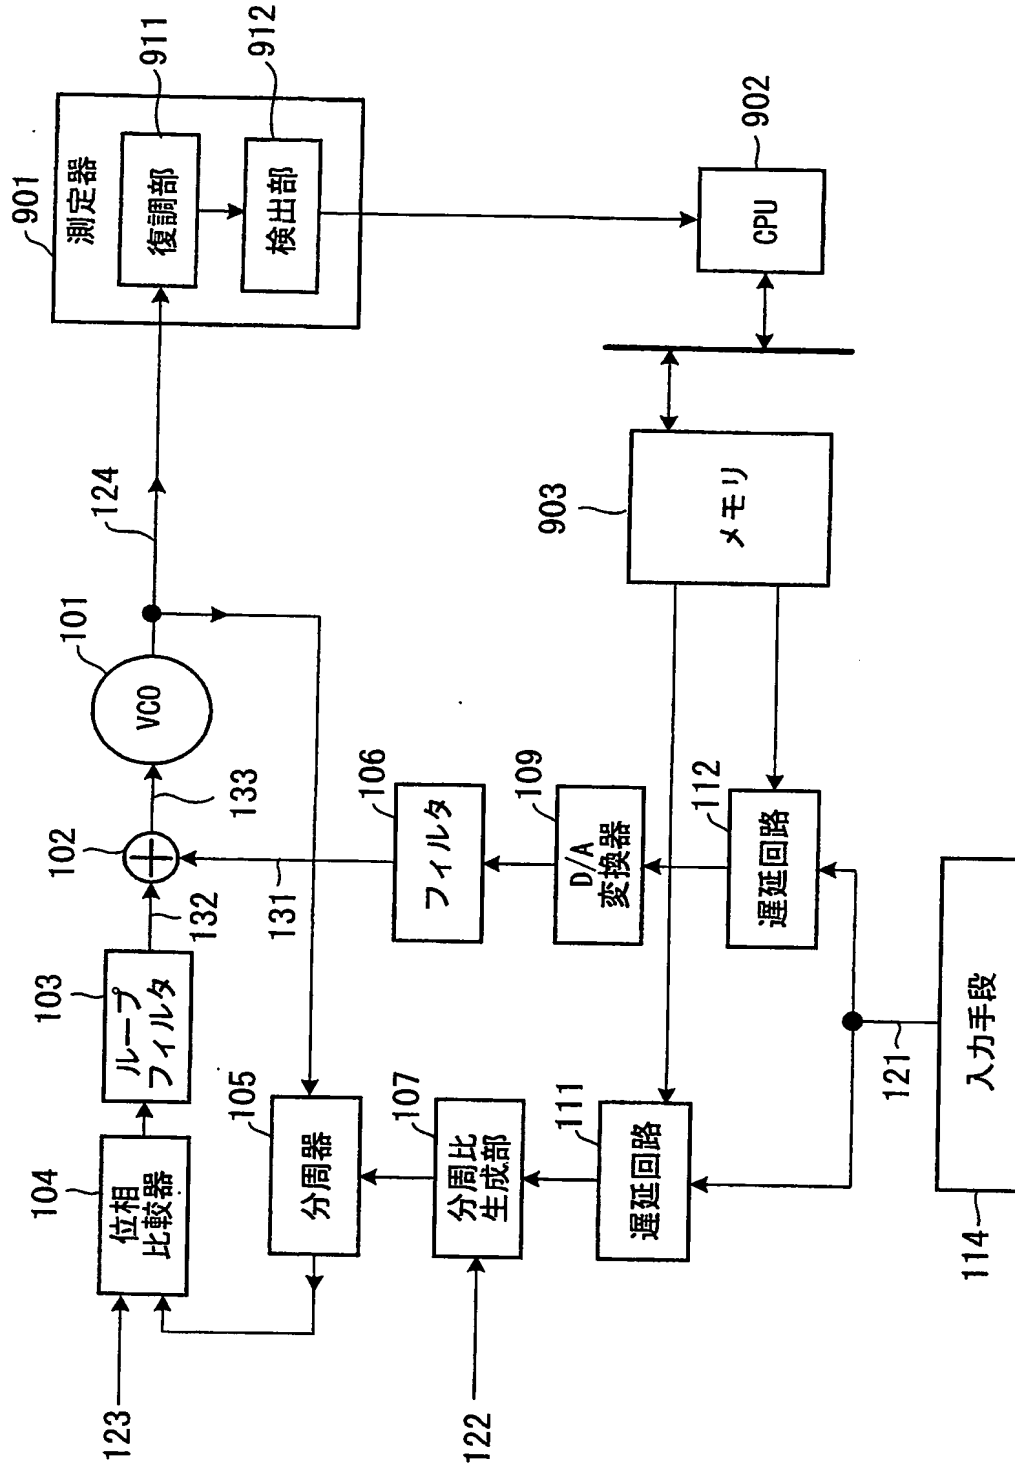 901
測定器
911
復調部
912
検出部
902
CPU
903
メモリ
124
101
VCO
133
102
132
131
103
ループ
フィルタ
104
位相
比較器
123
105
分周器
106
フィルタ
107
分周比
生成部
122
109
D/A
変換器
111
遅延回路
112
遅延回路
121
114
入力手段